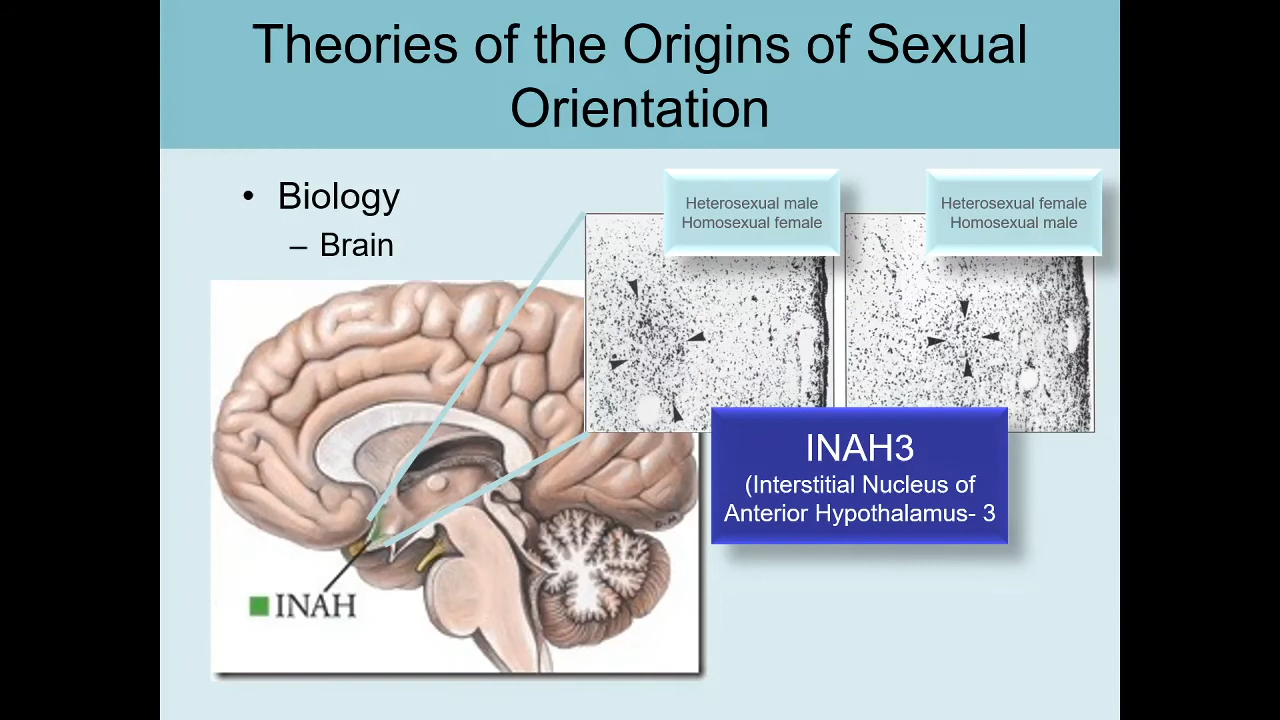 Theories of the Origins of Sexual
Orientation
• Biology
– Brain
Heterosexual male
Homosexual female
Heterosexual female
Homosexual male
INAH3
(Interstitial Nucleus of
Anterior Hypothalamus- 3
INAH